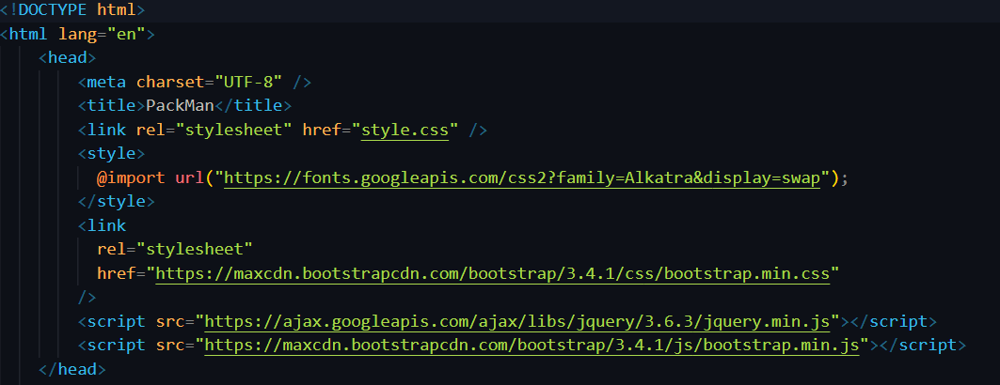 <!DOCTYPE html>
<html lang="en">
<head>
<meta charset="UTF-8" />
<title>PackMan</title>
<link rel="stylesheet" href="style.css" />
<style>
@import url("https://fonts.googleapis.com/css2?family=Alkatra&display=swap");
</style>
<link
rel="stylesheet"
href="https://maxcdn.bootstrapcdn.com/bootstrap/3.4.1/css/bootstrap.min.css"
/>
<script src="https://ajax.googleapis.com/ajax/libs/jquery/3.6.3/jquery.min.js"></script>
<script src="https://maxcdn.bootstrapcdn.com/bootstrap/3.4.1/js/bootstrap.min.js"></script>
</head>